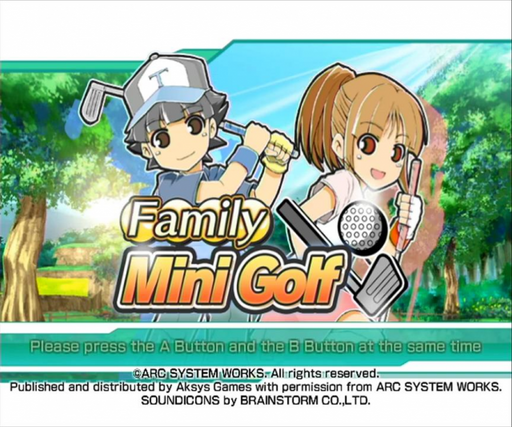 T
Family
Mini Golf
Please press the A Button and the B Button at the same time
©ARC SYSTEM WORKS. All rights reserved.
Published and distributed by Aksys Games with permission from ARC SYSTEM WORKS.
SOUNDICONS by BRAINSTORM CO.,LTD.